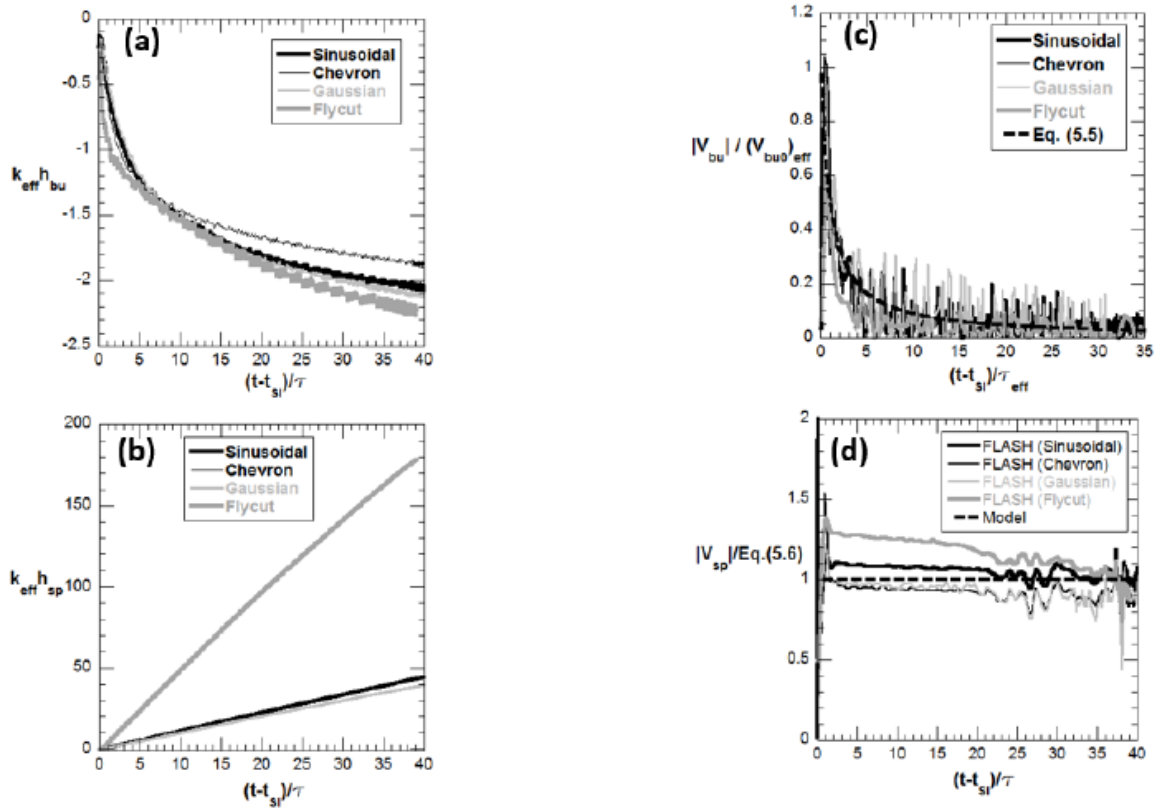 (a)
0
-0.5
-1
-1.5
-2
-2.5
k_eff h_bu
Sinusoidal
Chevron
Gaussian
Flycut
0 5 10 15 20 25 30 35 40
(t-t_SI)/τ
(c)
1.2
1
0.8
0.6
0.4
0.2
0
|V_bu| / (V_bu0)_eff
Sinusoidal
Chevron
Gaussian
Flycut
Eq. (5.5)
0 5 10 15 20 25 30 35
(t-t_SI)/τ_eff
(b)
200
150
100
50
0
k_eff h_sp
Sinusoidal
Chevron
Gaussian
Flycut
0 5 10 15 20 25 30 35 40
(t-t_SI)/τ
(d)
2
1.5
1
0.5
0
|V_sp|/Eq.(5.6)
FLASH (Sinusoidal)
FLASH (Chevron)
FLASH (Gaussian)
FLASH (Flycut)
Model
0 5 10 15 20 25 30 35 40
(t-t_SI)/τ